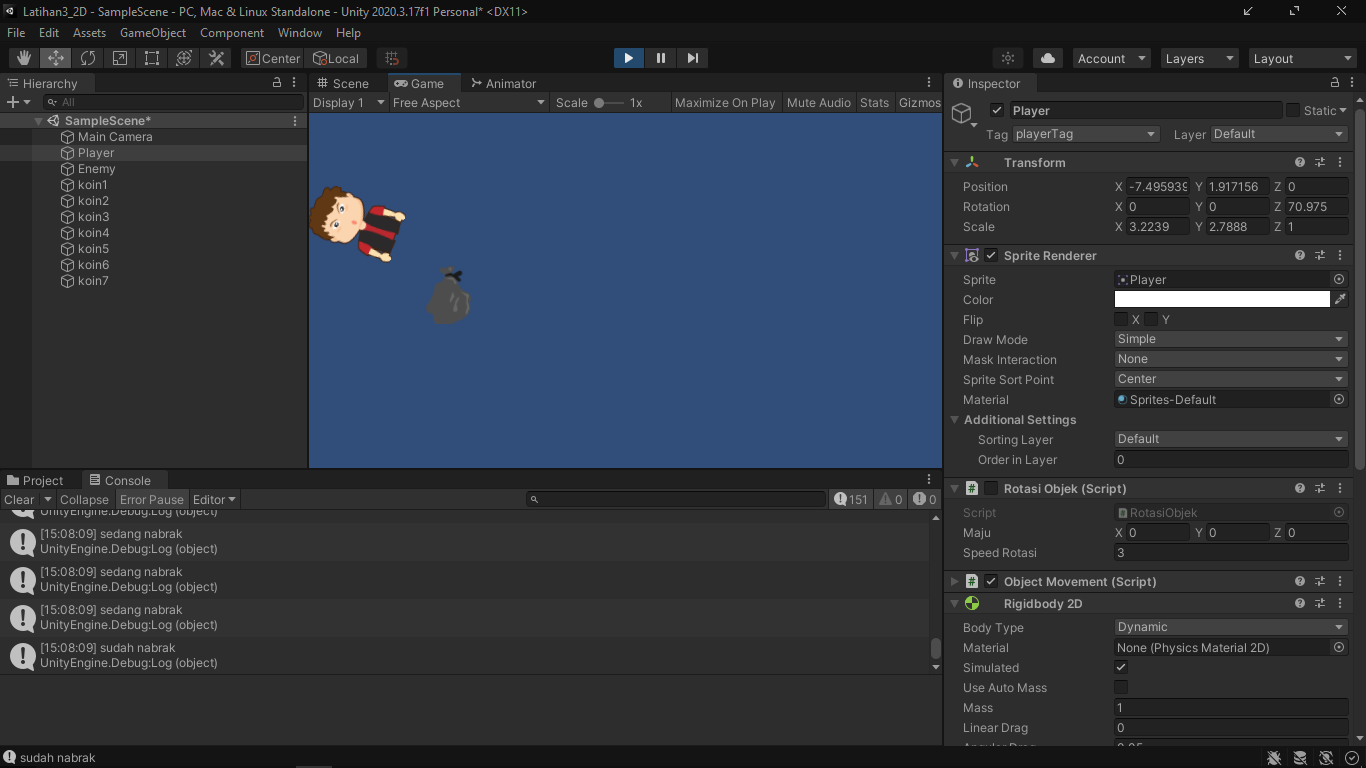 Latihan3_2D - SampleScene - PC, Mac & Linux Standalone - Unity 2020.3.17f1 Personal* <DX11>
File Edit Assets GameObject Component Window Help
Center Local Account Layers Layout
Hierarchy
All
SampleScene*
Main Camera
Player
Enemy
koin1
koin2
koin3
koin4
koin5
koin6
koin7
Scene Game Animator
Display 1 Free Aspect Scale 1x Maximize On Play Mute Audio Stats Gizmos
Project Console
Clear Collapse Error Pause Editor 151 0 0
UnityEngine.Debug:Log (object)
[15:08:09] sedang nabrak
UnityEngine.Debug:Log (object)
[15:08:09] sedang nabrak
UnityEngine.Debug:Log (object)
[15:08:09] sedang nabrak
UnityEngine.Debug:Log (object)
[15:08:09] sudah nabrak
UnityEngine.Debug:Log (object)
sudah nabrak
Inspector
Player Static
Tag playerTag Layer Default
Transform
Position X -7.495939 Y 1.917156 Z 0
Rotation X 0 Y 0 Z 70.975
Scale X 3.2239 Y 2.7888 Z 1
Sprite Renderer
Sprite Player
Color
Flip X Y
Draw Mode Simple
Mask Interaction None
Sprite Sort Point Center
Material Sprites-Default
Additional Settings
Sorting Layer Default
Order in Layer 0
Rotasi Objek (Script)
Script RotasiObjek
Maju X 0 Y 0 Z 0
Speed Rotasi 3
Object Movement (Script)
Rigidbody 2D
Body Type Dynamic
Material None (Physics Material 2D)
Simulated
Use Auto Mass
Mass 1
Linear Drag 0
Angular Drag 0.05